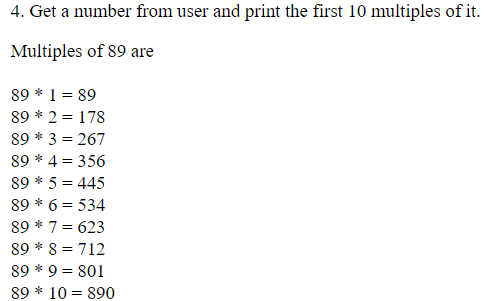 4. Get a number from user and print the first 10 multiples of it.
Multiples of 89 are
89 * 1 = 89
89 * 2 = 178
89 * 3 = 267
89 * 4 = 356
89 * 5 = 445
89 * 6 = 534
89 * 7 = 623
89 * 8 = 712
89 * 9 = 801
89 * 10 = 890